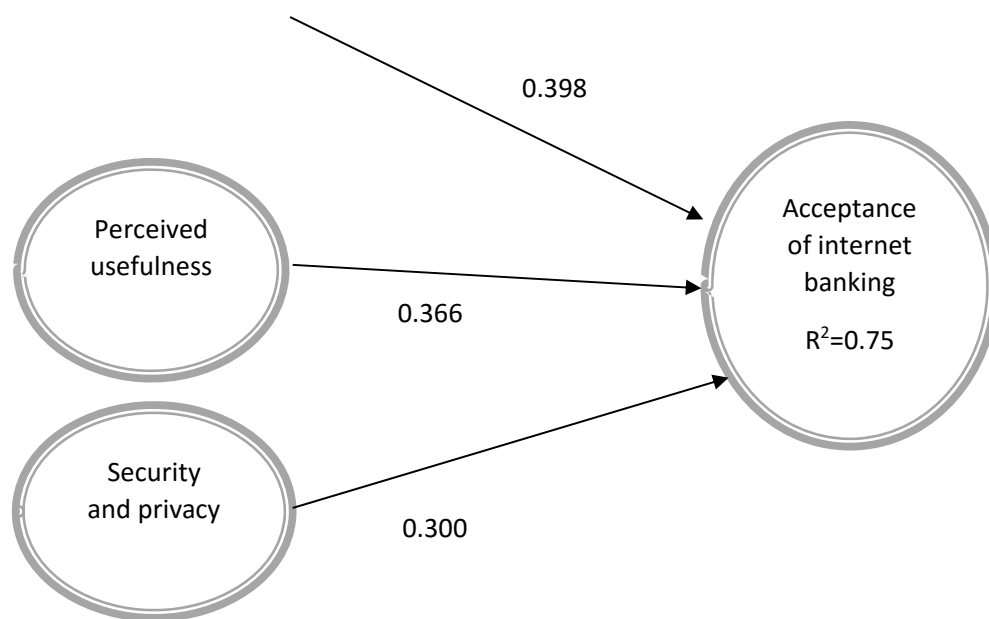 0.398
Perceived
usefulness
0.366
Acceptance
of internet
banking
R²=0.75
Security
and privacy
0.300